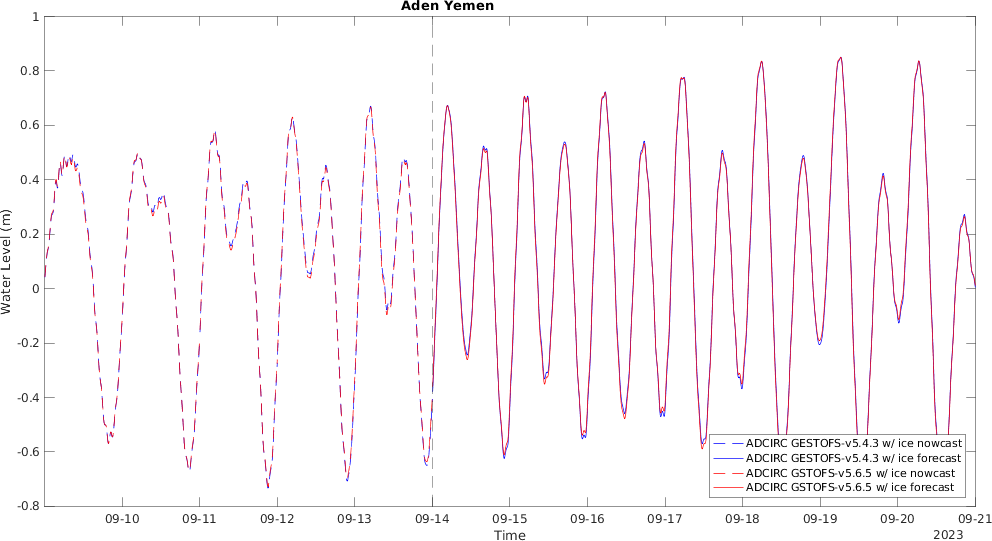 Aden Yemen
Water Level (m)
1
0.8
0.6
0.4
0.2
0
-0.2
-0.4
-0.6
-0.8
ADCIRC GESTOFS-v5.4.3 w/ ice nowcast
ADCIRC GESTOFS-v5.4.3 w/ ice forecast
ADCIRC GSTOFS-v5.6.5 w/ ice nowcast
ADCIRC GSTOFS-v5.6.5 w/ ice forecast
09-10 09-11 09-12 09-13 09-14 09-15 09-16 09-17 09-18 09-19 09-20 09-21
Time
2023